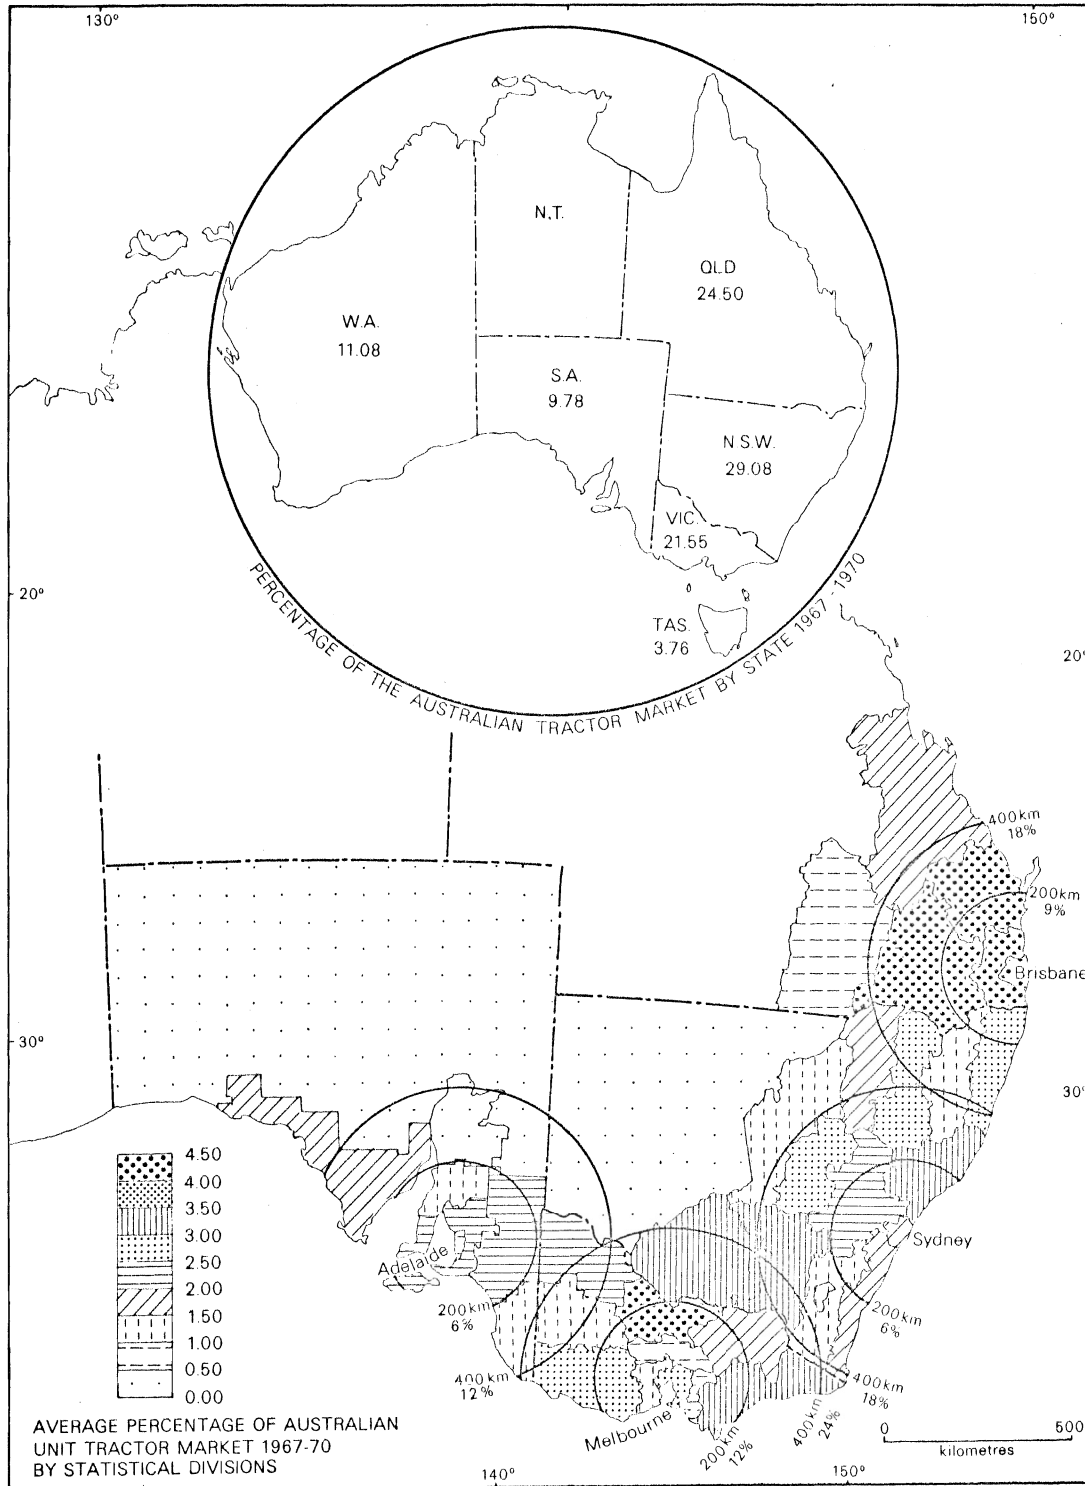 130°
150°
N.T.
QLD
24.50
W.A.
11.08
S.A.
9.78
N S.W.
29.08
VIC.
21.55
TAS.
3.76
PERCENTAGE OF THE AUSTRALIAN TRACTOR MARKET BY STATE 1967-1970
20°
20°
400km
18%
200km
9%
Brisbane
30°
30°
4.50
4.00
3.50
3.00
2.50
2.00
1.50
1.00
0.50
0.00
Sydney
Adelaide
200km
6%
200km
6%
400km
12%
400km
18%
Melbourne
200km
12%
400km
24%
0
500
kilometres
AVERAGE PERCENTAGE OF AUSTRALIAN
UNIT TRACTOR MARKET 1967-70
BY STATISTICAL DIVISIONS
140°
150°